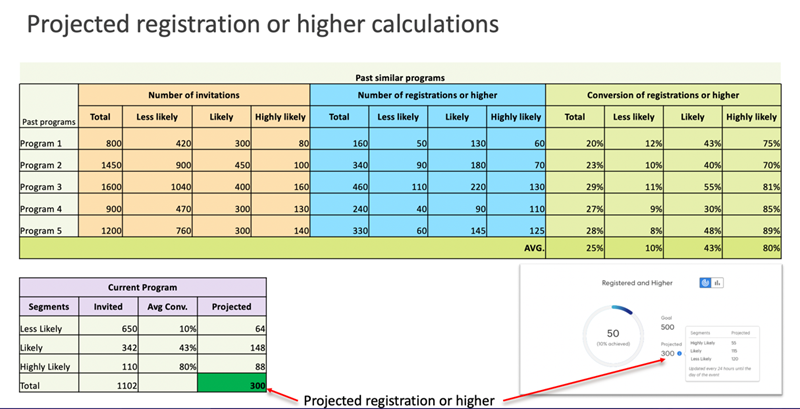 Projected registration or higher calculations
Past similar programs
Past programs Number of invitations Number of registrations or higher Conversion of registrations or higher
Total Less likely Likely Highly likely Total Less likely Likely Highly likely Total Less likely Likely Highly likely
Program 1 800 420 300 80 160 50 130 60 20% 12% 43% 75%
Program 2 1450 900 450 100 340 90 180 70 23% 10% 40% 70%
Program 3 1600 1040 400 160 460 110 220 130 29% 11% 55% 81%
Program 4 900 470 300 130 240 40 90 110 27% 9% 30% 85%
Program 5 1200 760 300 140 330 60 145 125 28% 8% 48% 89%
AVG. 25% 10% 43% 80%
Current Program
Segments Invited Avg Conv. Projected
Less Likely 650 10% 64
Likely 342 43% 148
Highly Likely 110 80% 88
Total 1102 300
Registered and Higher
50
(10% achieved)
Goal
500
Projected
300
Segments Projected
Highly Likely
Likely
Less Likely 120
Updated every 24 hours until the
day of the event
Projected registration or higher